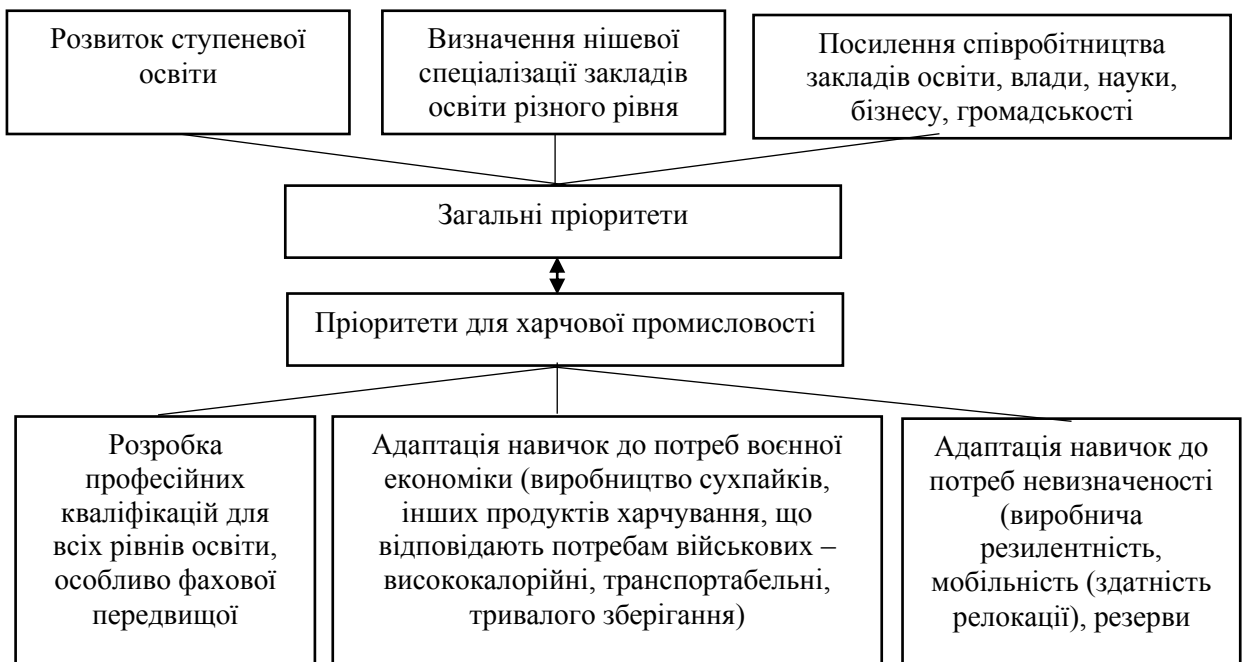 Розвиток ступеневої
освіти
Визначення нішевої
спеціалізації закладів
освіти різного рівня
Посилення співробітництва
закладів освіти, влади, науки,
бізнесу, громадськості
Загальні пріоритети
Пріоритети для харчової промисловості
Розробка
професійних
кваліфікацій для
всіх рівнів освіти,
особливо фахової
передвищої
Адаптація навичок до потреб воєнної
економіки (виробництво сухпайків,
інших продуктів харчування, що
відповідають потребам військових –
висококалорійні, транспортабельні,
тривалого зберігання)
Адаптація навичок до
потреб невизначеності
(виробнича
резилентність,
мобільність (здатність
релокації), резерви